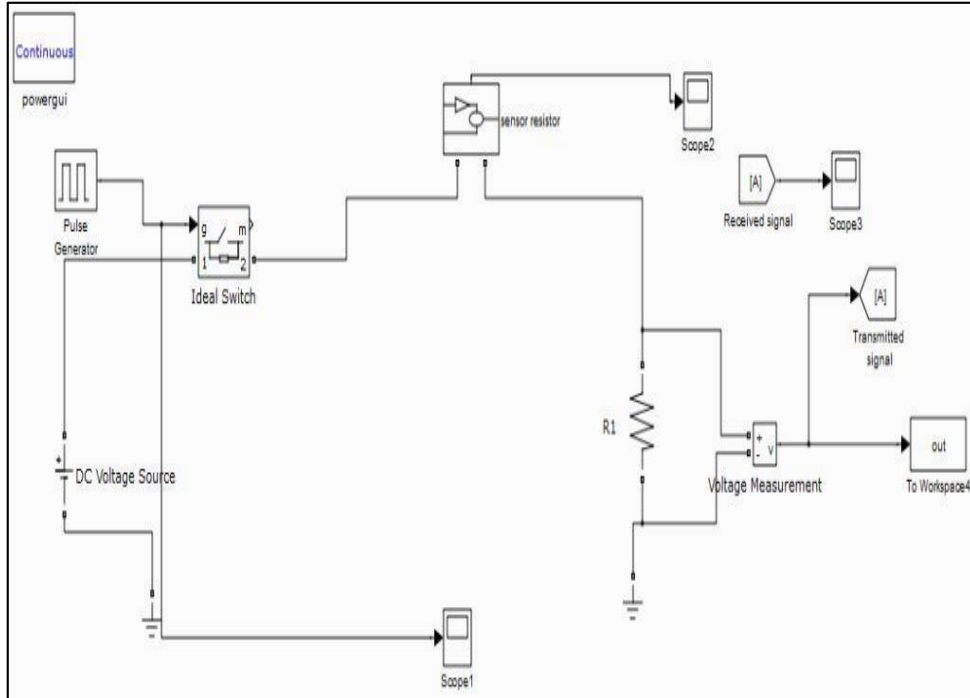 Continuous
powergui
sensor resistor
Scope2
[A]
Received signal
Scope3
Pulse
Generator
g m
1 2
Ideal Switch
[A]
Transmitted
signal
R1
+
-
v
Voltage Measurement
out
To Workspace4
+
DC Voltage Source
Scope1